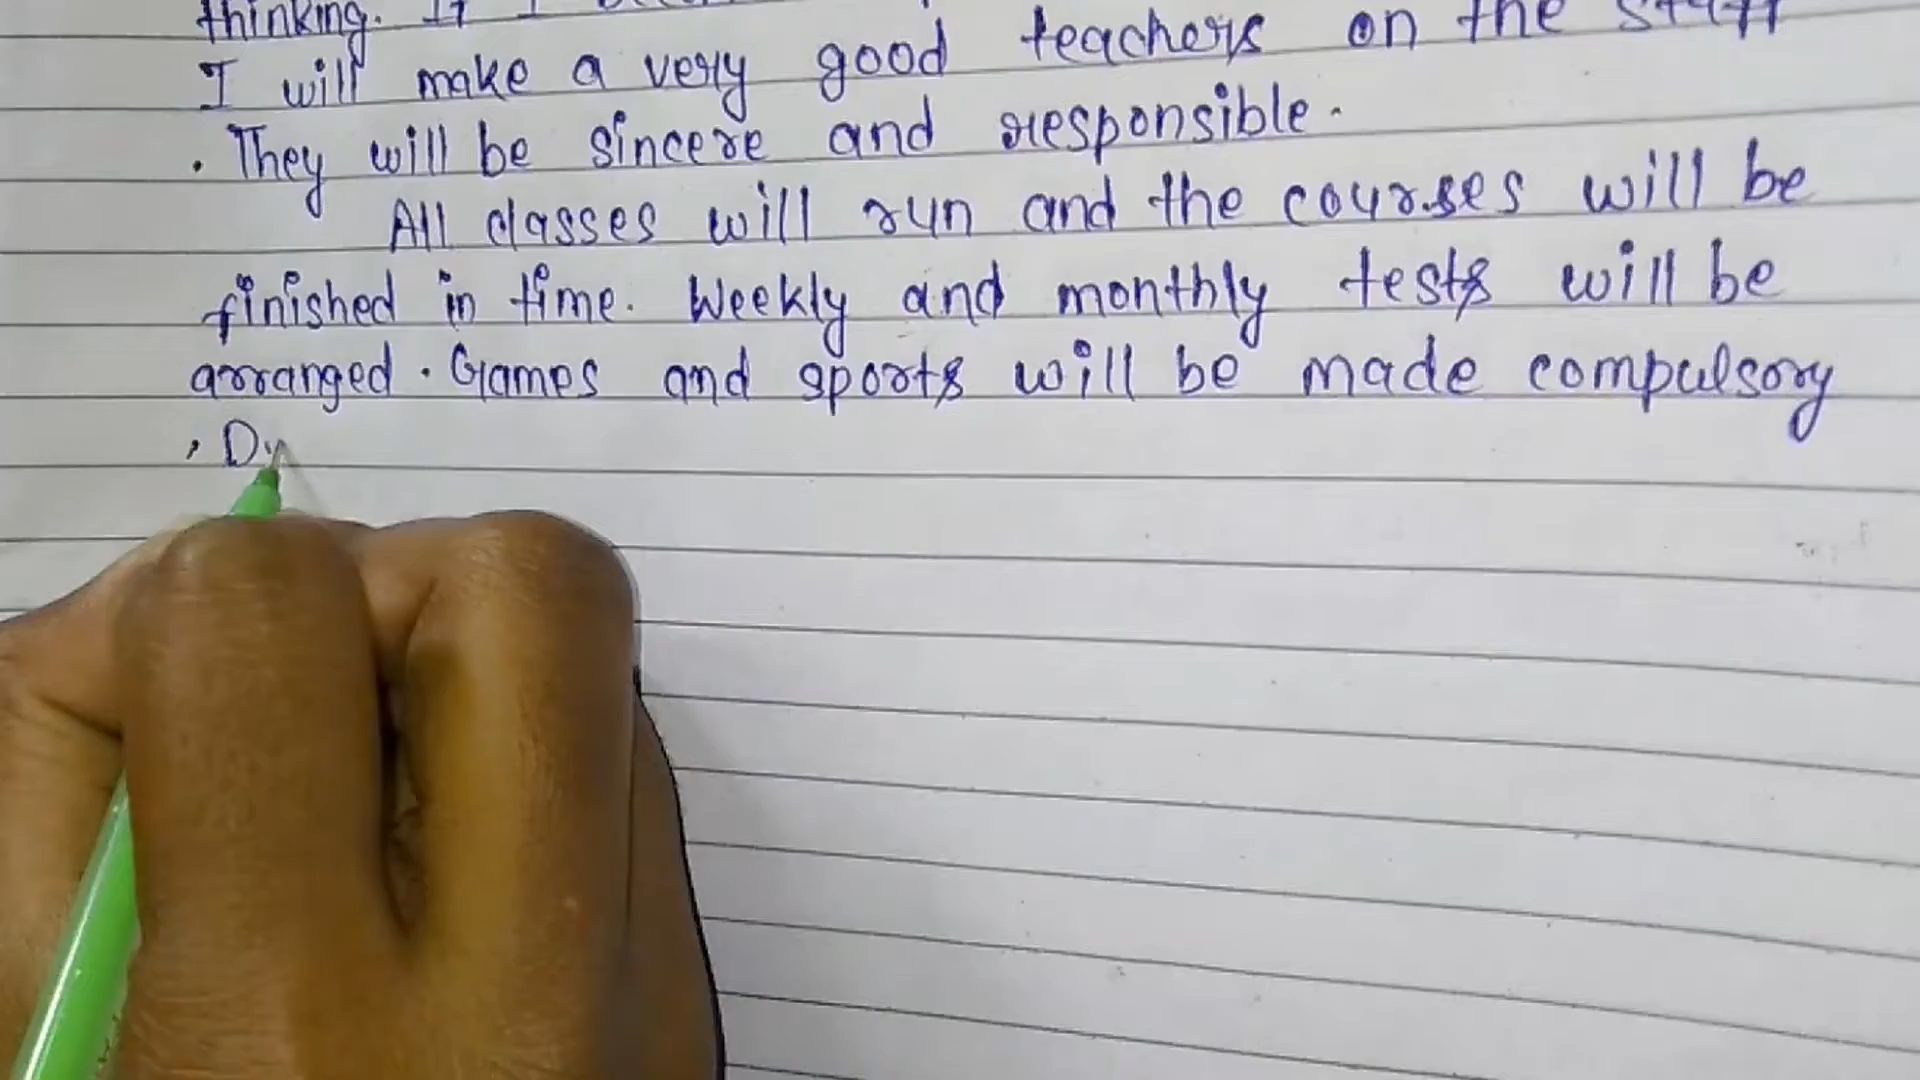 thinking. If I
I will make a very good teachers on the staff
. They will be sincere and responsible.
All classes will run and the courses will be
finished in time. Weekly and monthly tests will be
arranged. Games and sports will be made compulsory
.